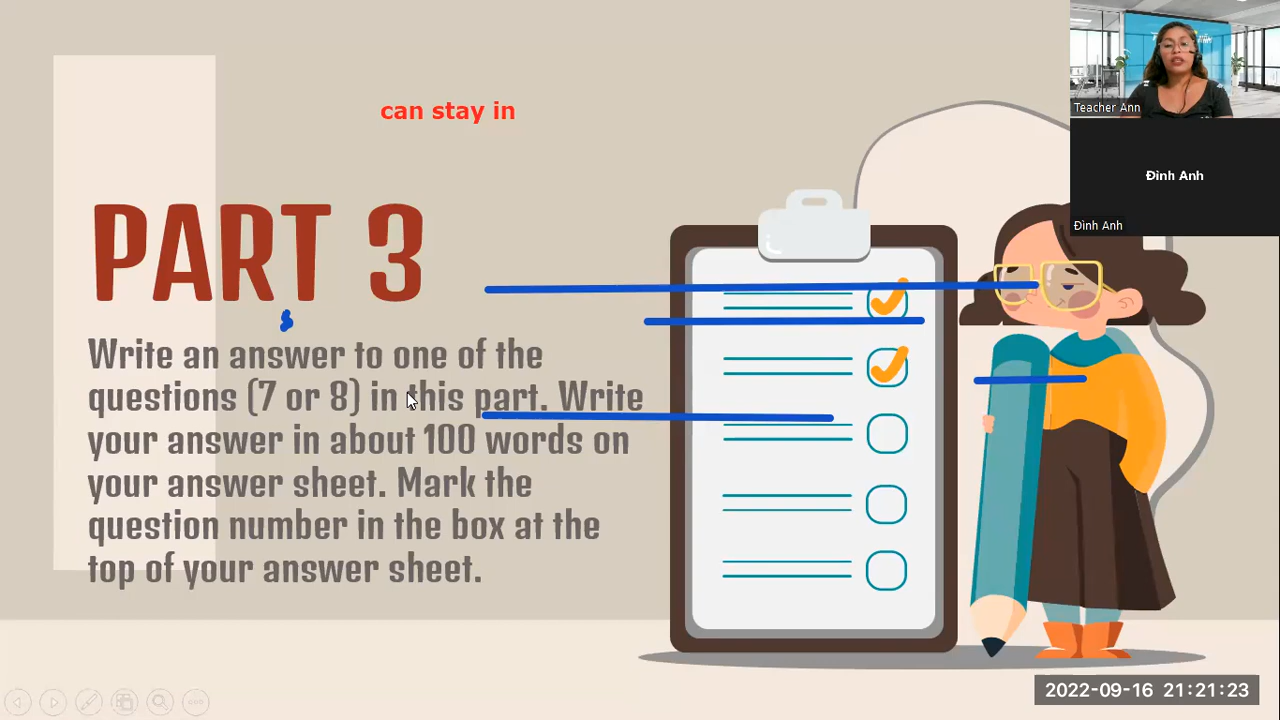 can stay in
PART 3
Write an answer to one of the
questions (7 or 8) in this part. Write
your answer in about 100 words on
your answer sheet. Mark the
question number in the box at the
top of your answer sheet.
Teacher Ann
Đình Anh
Đình Anh
2022-09-16 21:21:23